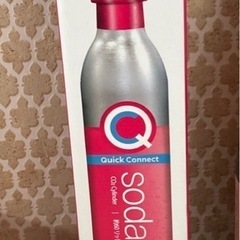 Quick Connect
soda
CO₂ Cylinder